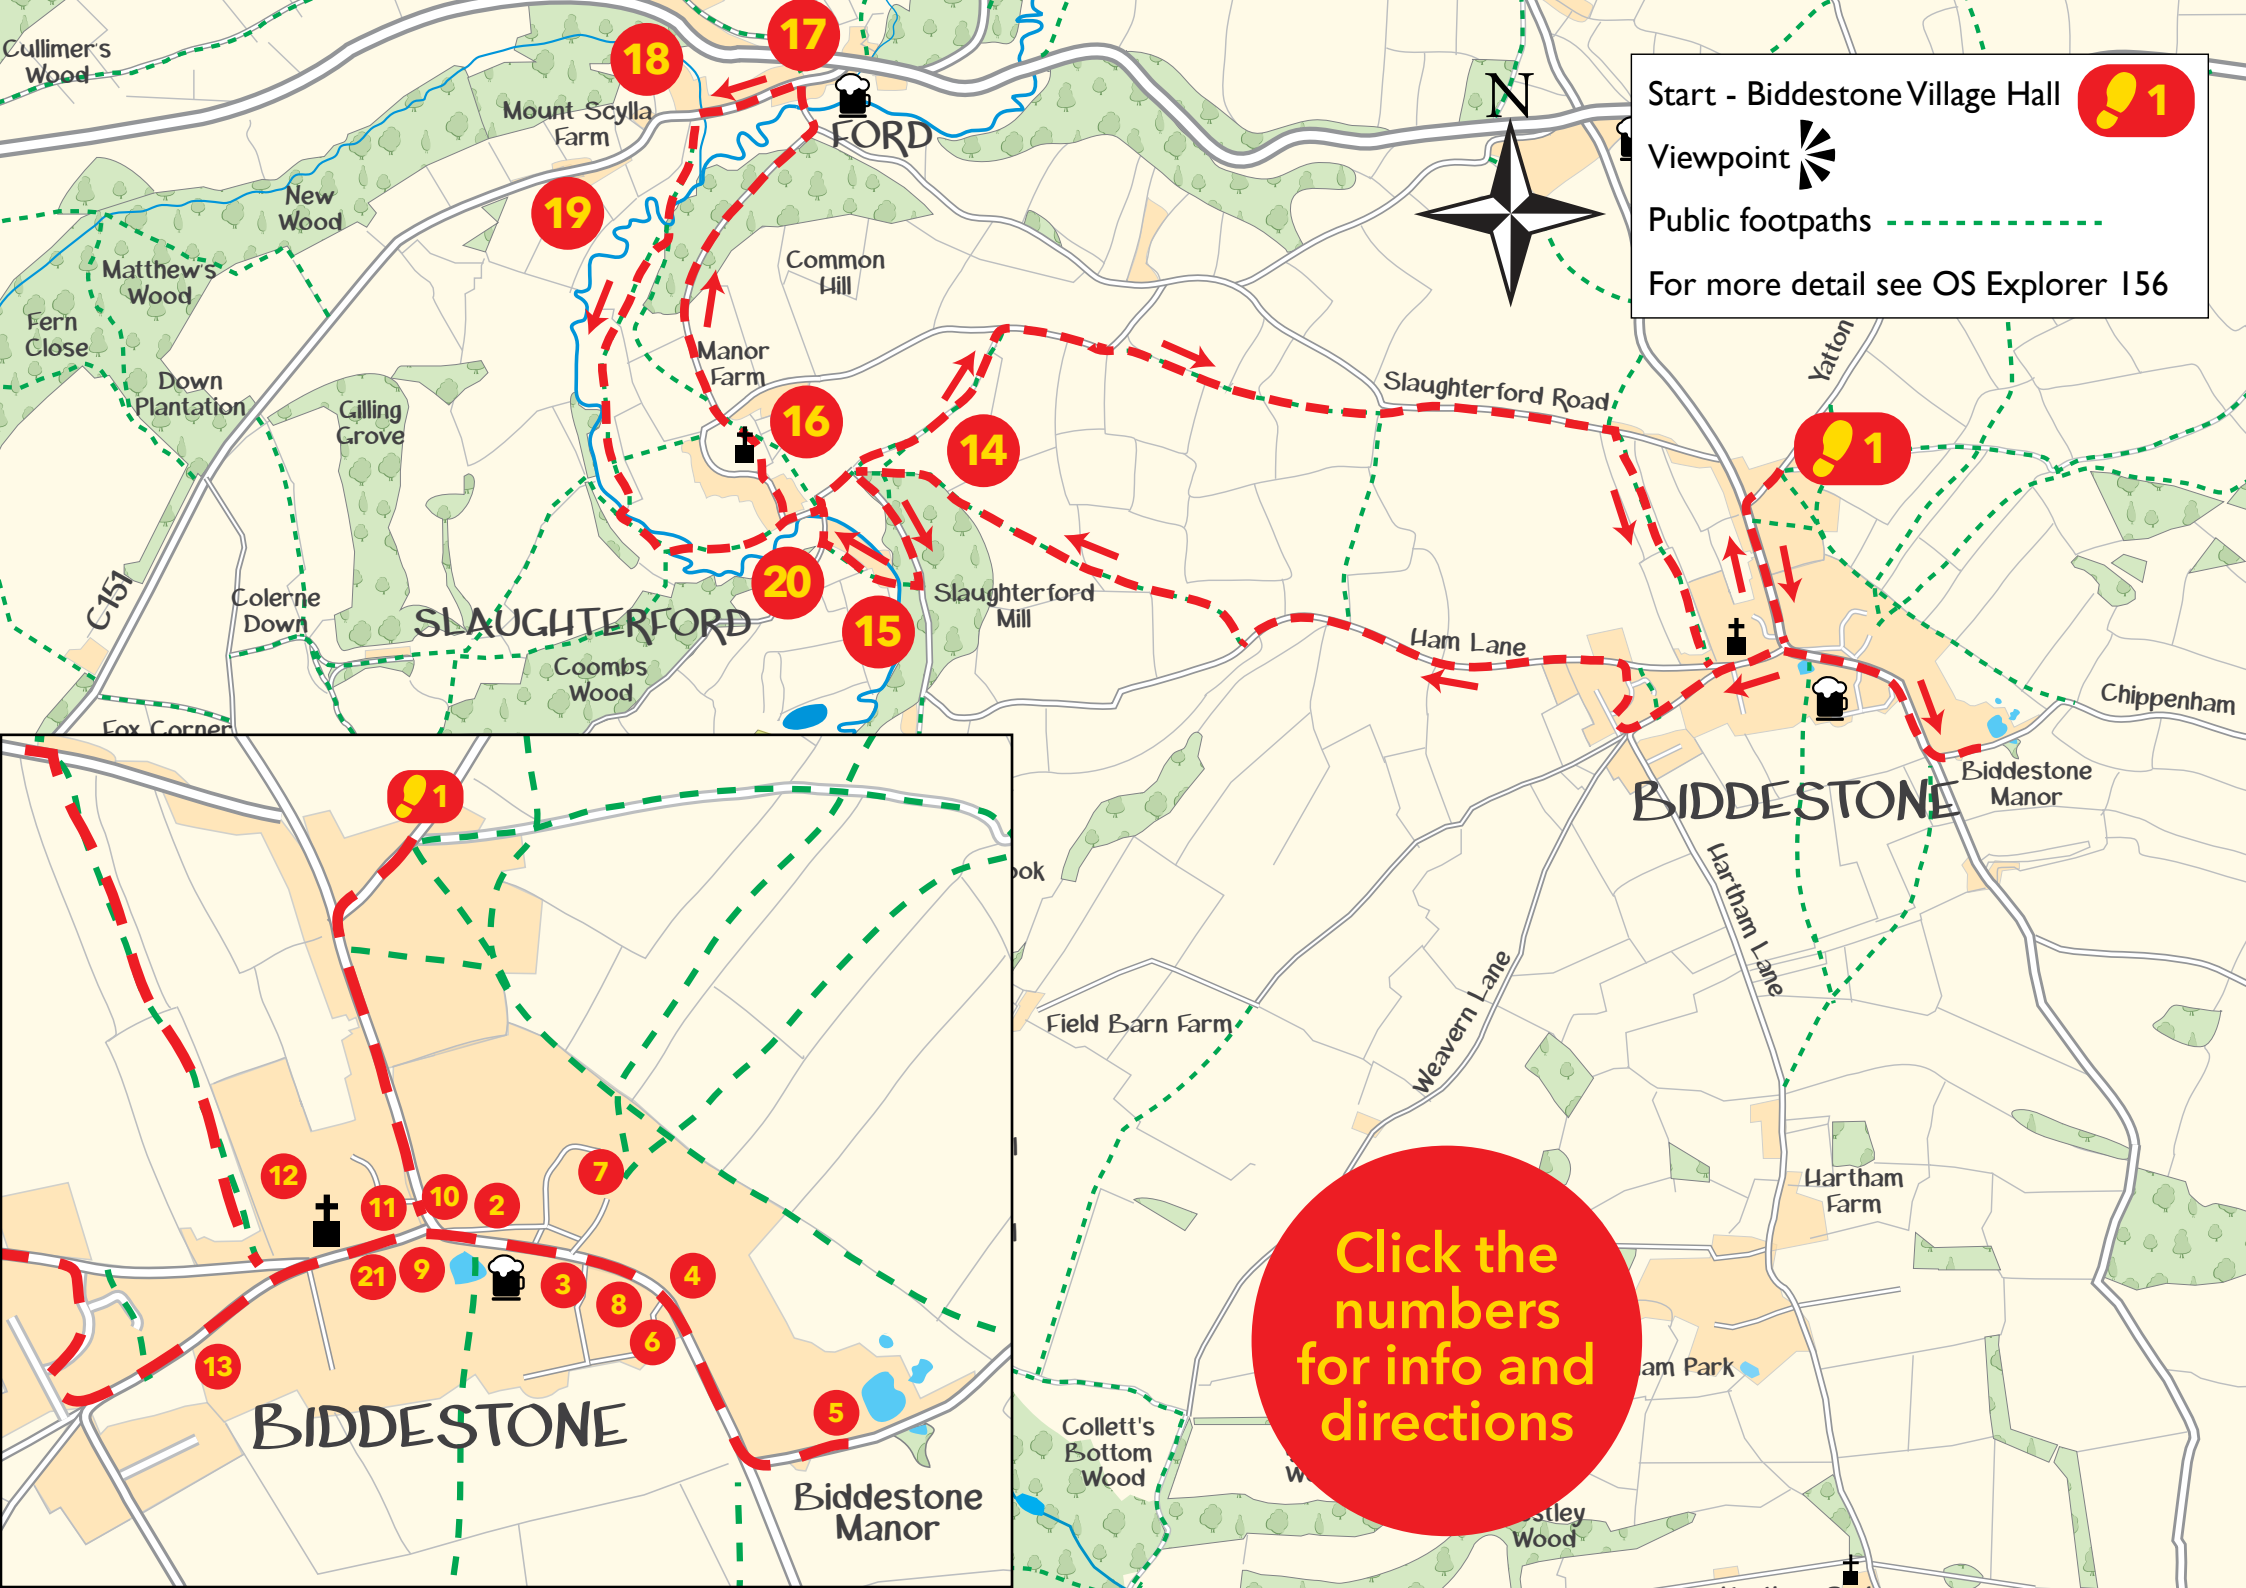 Cullimer's
Wood
18
17
Mount Scylla
Farm
FORD
N
Start - Biddestone Village Hall 1
Viewpoint
Public footpaths
For more detail see OS Explorer 156
New
Wood
19
Matthew's
Wood
Common
Hill
Fern
Close
Manor
Farm
Down
Plantation
Gilling
Grove
16
14
Slaughterford Road
Yatton
1
C151
Colerne
Down
SLAUGHTERFORD
20
15
Slaughterford
Mill
Ham Lane
Coombs
Wood
Fox Corner
Chippenham
Biddestone
Manor
BIDDESTONE
Hartham Lane
Weavern Lane
Field Barn Farm
Hartham
Farm
Click the
numbers
for info and
directions
am Park
Collett's
Bottom
Wood
stley
Wood
1
12
11
10
2
7
21
9
3
8
4
6
13
5
BIDDESTONE
Biddestone
Manor